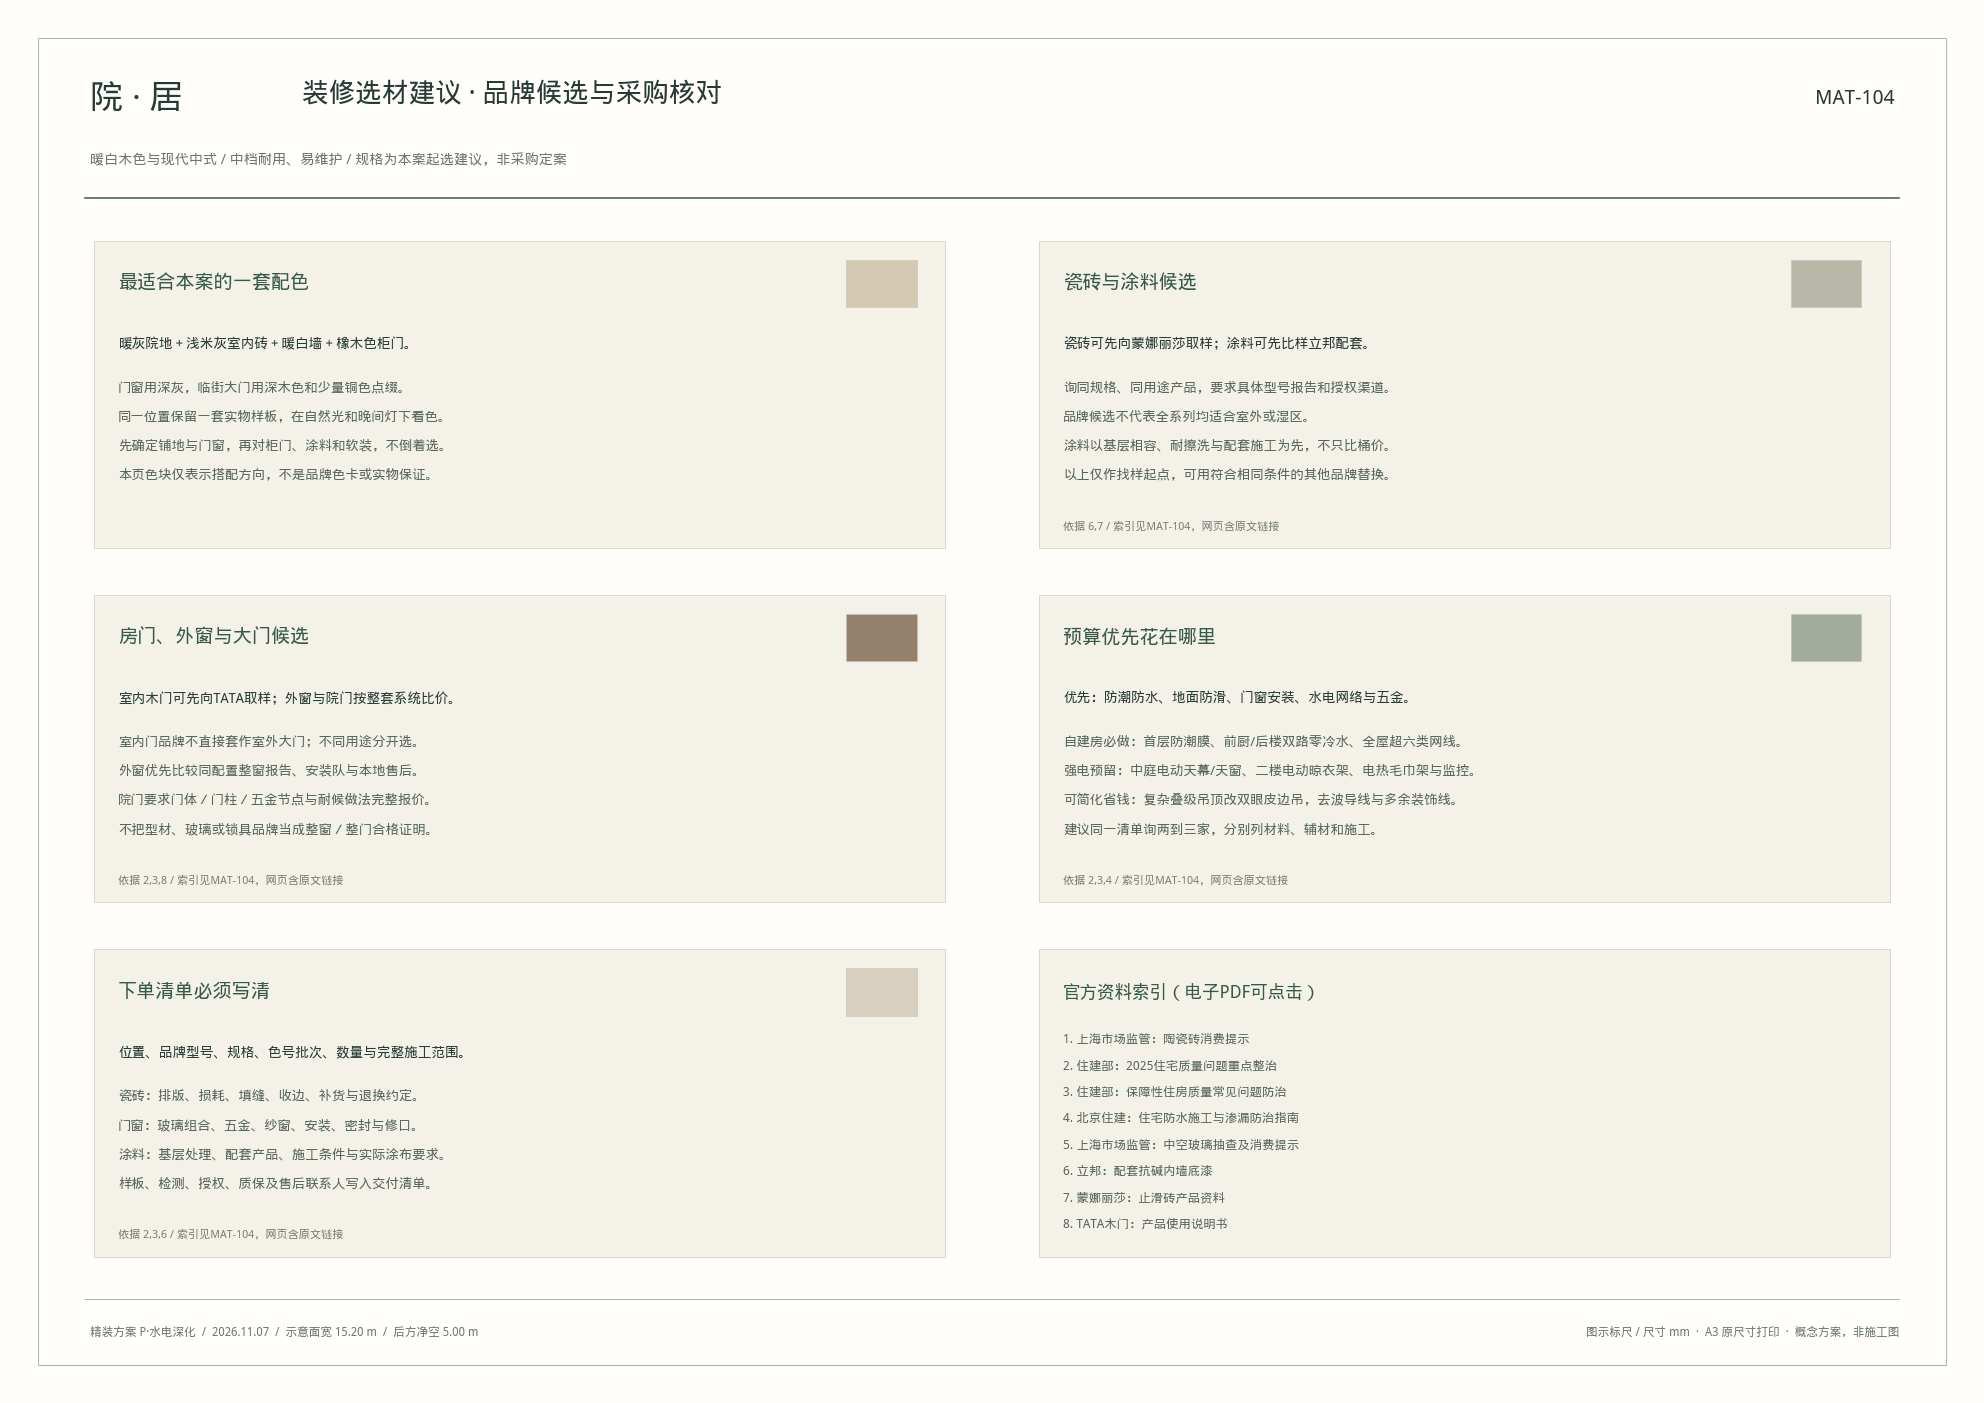 院 · 居
装修选材建议 · 品牌候选与采购核对
MAT-104
暖白木色与现代中式 / 中档耐用、易维护 / 规格为本案起选建议，非采购定案
最适合本案的一套配色
暖灰院地 + 浅米灰室内砖 + 暖白墙 + 橡木色柜门。
门窗用深灰，临街大门用深木色和少量铜色点缀。
同一位置保留一套实物样板，在自然光和晚间灯下看色。
先确定铺地与门窗，再对柜门、涂料和软装，不倒着选。
本页色块仅表示搭配方向，不是品牌色卡或实物保证。
瓷砖与涂料候选
瓷砖可先向蒙娜丽莎取样；涂料可先比样立邦配套。
询同规格、同用途产品，要求具体型号报告和授权渠道。
品牌候选不代表全系列均适合室外或湿区。
涂料以基层相容、耐擦洗与配套施工为先，不只比桶价。
以上仅作找样起点，可用符合相同条件的其他品牌替换。
依据 6,7 / 索引见MAT-104，网页含原文链接
房门、外窗与大门候选
室内木门可先向TATA取样；外窗与院门按整套系统比价。
室内门品牌不直接套作室外大门；不同用途分开选。
外窗优先比较同配置整窗报告、安装队与本地售后。
院门要求门体 / 门柱 / 五金节点与耐候做法完整报价。
不把型材、玻璃或锁具品牌当成整窗 / 整门合格证明。
依据 2,3,8 / 索引见MAT-104，网页含原文链接
预算优先花在哪里
优先：防潮防水、地面防滑、门窗安装、水电网络与五金。
自建房必做：首层防潮膜、前厨/后楼双路零冷水、全屋超六类网线。
强电预留：中庭电动天幕/天窗、二楼电动晾衣架、电热毛巾架与监控。
可简化省钱：复杂叠级吊顶改双眼皮边吊，去波导线与多余装饰线。
建议同一清单询两到三家，分别列材料、辅材和施工。
依据 2,3,4 / 索引见MAT-104，网页含原文链接
下单清单必须写清
位置、品牌型号、规格、色号批次、数量与完整施工范围。
瓷砖：排版、损耗、填缝、收边、补货与退换约定。
门窗：玻璃组合、五金、纱窗、安装、密封与修口。
涂料：基层处理、配套产品、施工条件与实际涂布要求。
样板、检测、授权、质保及售后联系人写入交付清单。
依据 2,3,6 / 索引见MAT-104，网页含原文链接
官方资料索引（电子PDF可点击）
1. 上海市场监管：陶瓷砖消费提示
2. 住建部：2025住宅质量问题重点整治
3. 住建部：保障性住房质量常见问题防治
4. 北京住建：住宅防水施工与渗漏防治指南
5. 上海市场监管：中空玻璃抽查及消费提示
6. 立邦：配套抗碱内墙底漆
7. 蒙娜丽莎：止滑砖产品资料
8. TATA木门：产品使用说明书
精装方案 P·水电深化 / 2026.11.07 / 示意面宽 15.20 m / 后方净空 5.00 m
图示标尺 / 尺寸 mm · A3 原尺寸打印 · 概念方案，非施工图